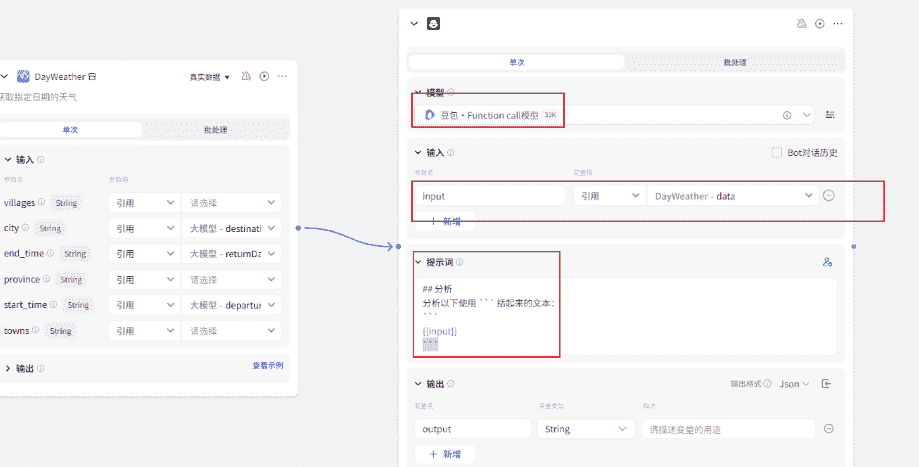 DayWeather
真实数据
获取指定日期的天气
单次
批处理
输入
参数名
参数值
villages String 引用 请选择
city String 引用 大模型 - destinati
end_time String 引用 大模型 - returnDa
province String 引用 请选择
start_time String 引用 大模型 - departur
towns String 引用 请选择
输出
查看示例
单次
批处理
模型
豆包·Function call模型 32K
输入
Bot对话历史
参数名
变量值
input 引用 DayWeather - data
+ 新增
提示词
## 分析
分析以下使用 ``` 括起来的文本:
```
{{input}}
```
输出
输出格式 Json
变量名
变量类型
描述
output String 请描述变量的用途
+ 新增